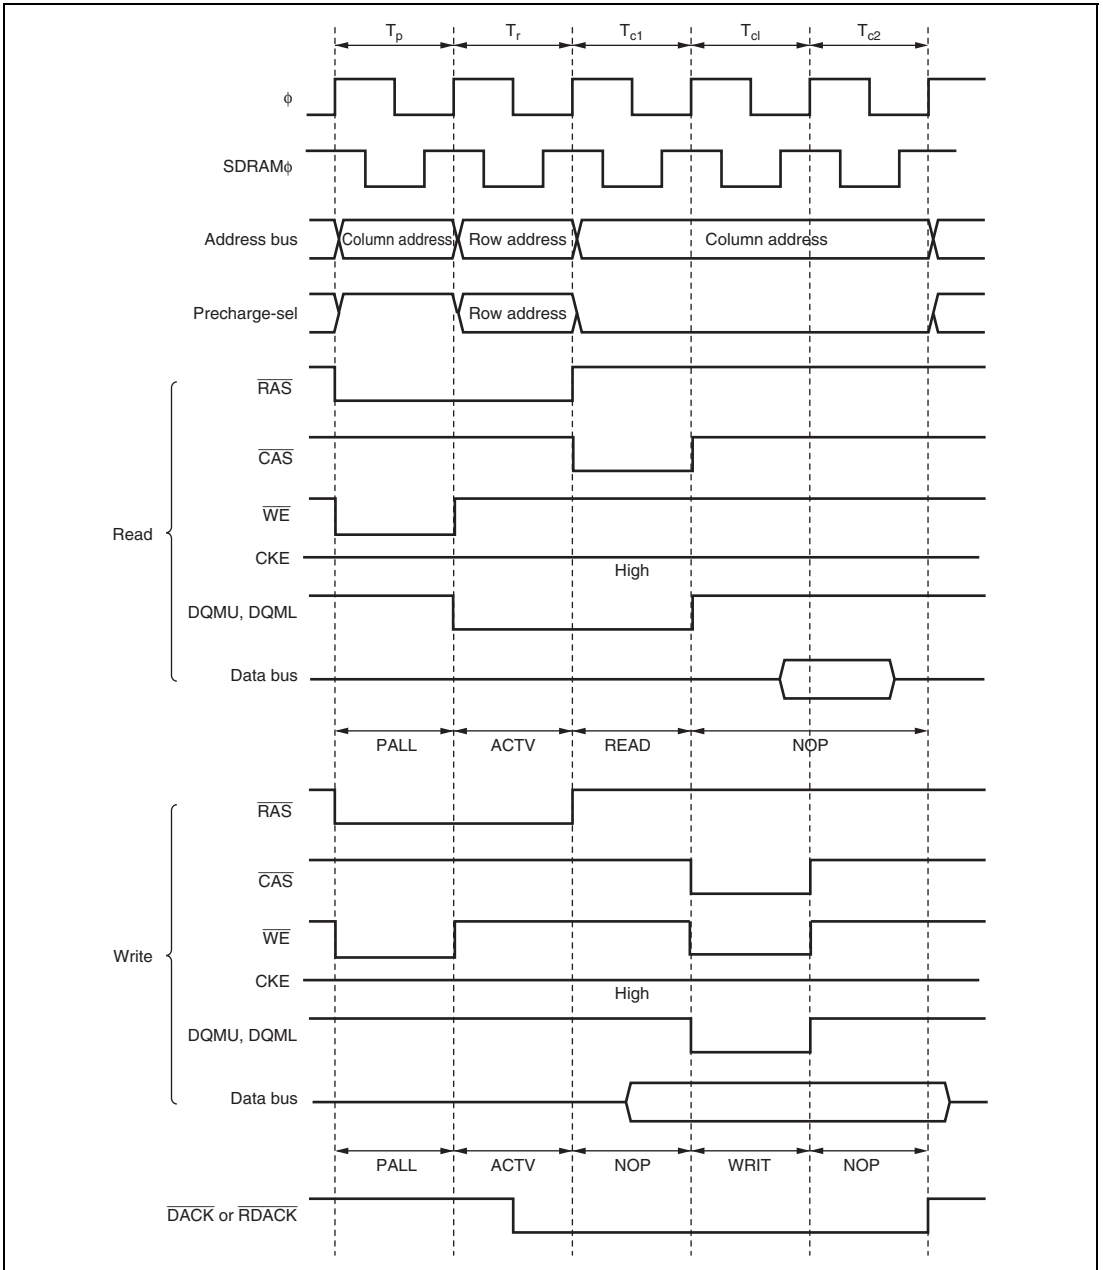 Tp Tr Tc1 Tcl Tc2
ϕ
SDRAMϕ
Address bus Column address Row address Column address
Precharge-sel Row address
RAS
CAS
WE
Read
CKE
High
DQMU, DQML
Data bus
PALL ACTV READ NOP
RAS
CAS
WE
Write
CKE
High
DQMU, DQML
Data bus
PALL ACTV NOP WRIT NOP
DACK or RDACK